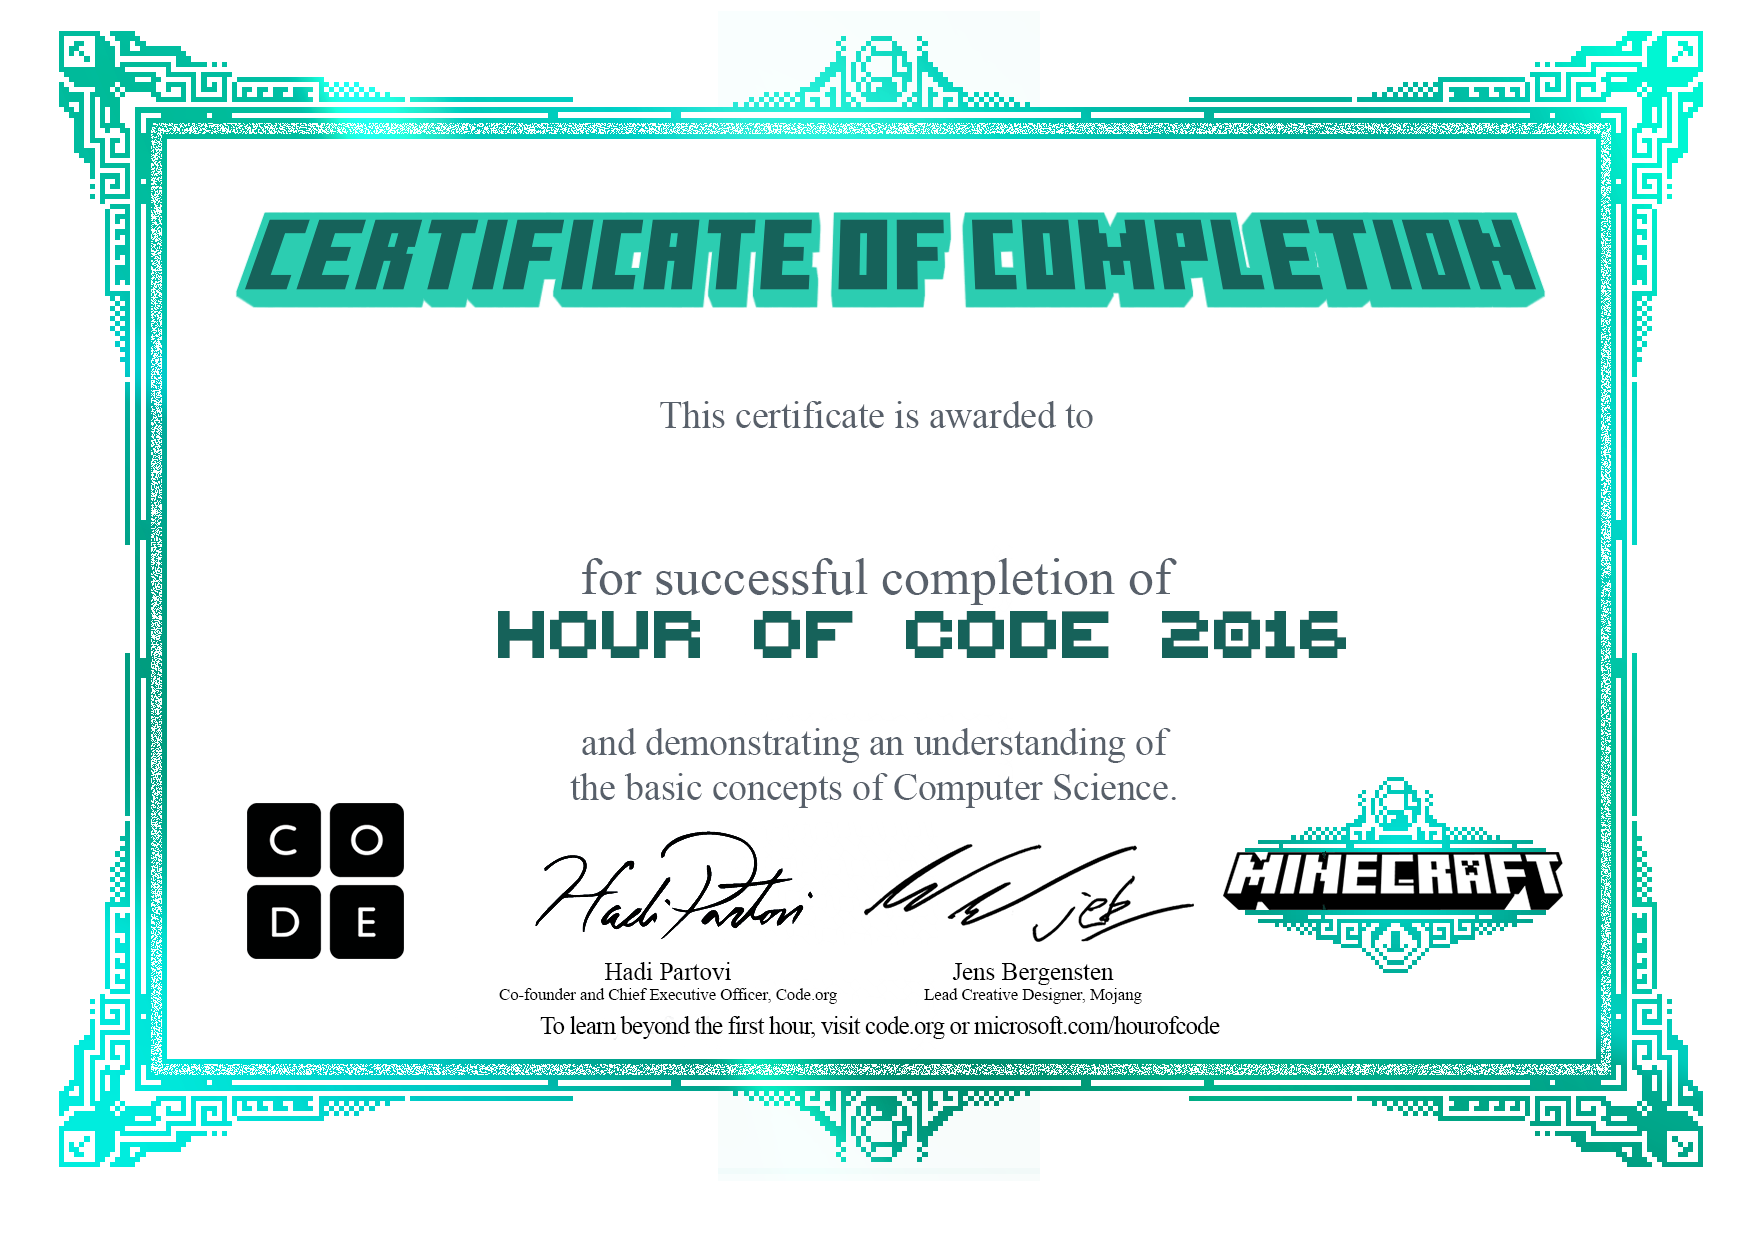 CERTIFICATE OF COMPLETION
This certificate is awarded to
for successful completion of
HOUR OF CODE 2016
and demonstrating an understanding of
the basic concepts of Computer Science.
C O
D E
Hadi Partovi
jeb
MINECRAFT
Hadi Partovi
Co-founder and Chief Executive Officer, Code.org
Jens Bergensten
Lead Creative Designer, Mojang
To learn beyond the first hour, visit code.org or microsoft.com/hourofcode